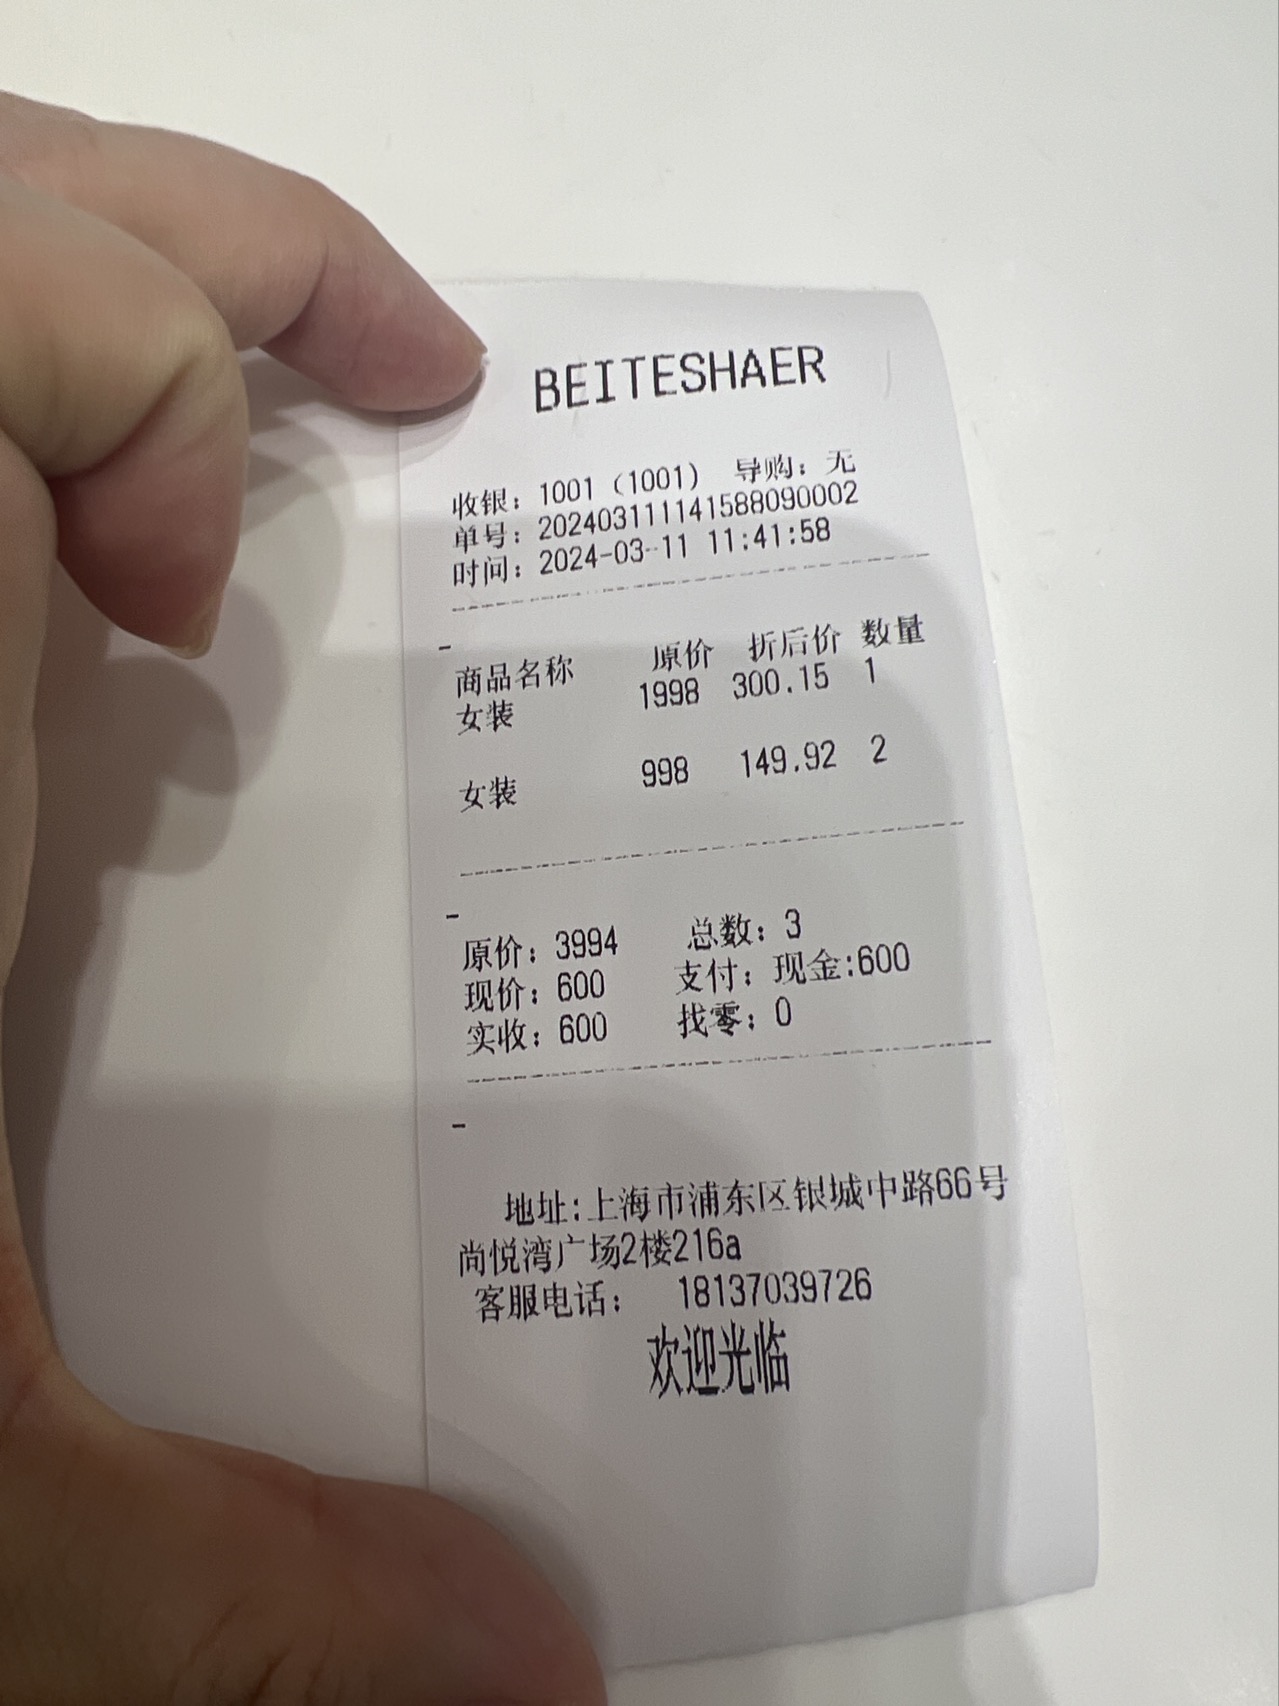 BEITESHAER
收银：1001（1001） 导购：无
单号：202403111141588090002
时间：2024-03-11 11:41:58
-
商品名称 原价 折后价 数量
女装 1998 300.15 1
女装 998 149.92 2
-
原价：3994 总数：3
现价：600 支付：现金:600
实收：600 找零：0
-
地址:上海市浦东区银城中路66号
尚悦湾广场2楼216a
客服电话： 18137039726
欢迎光临